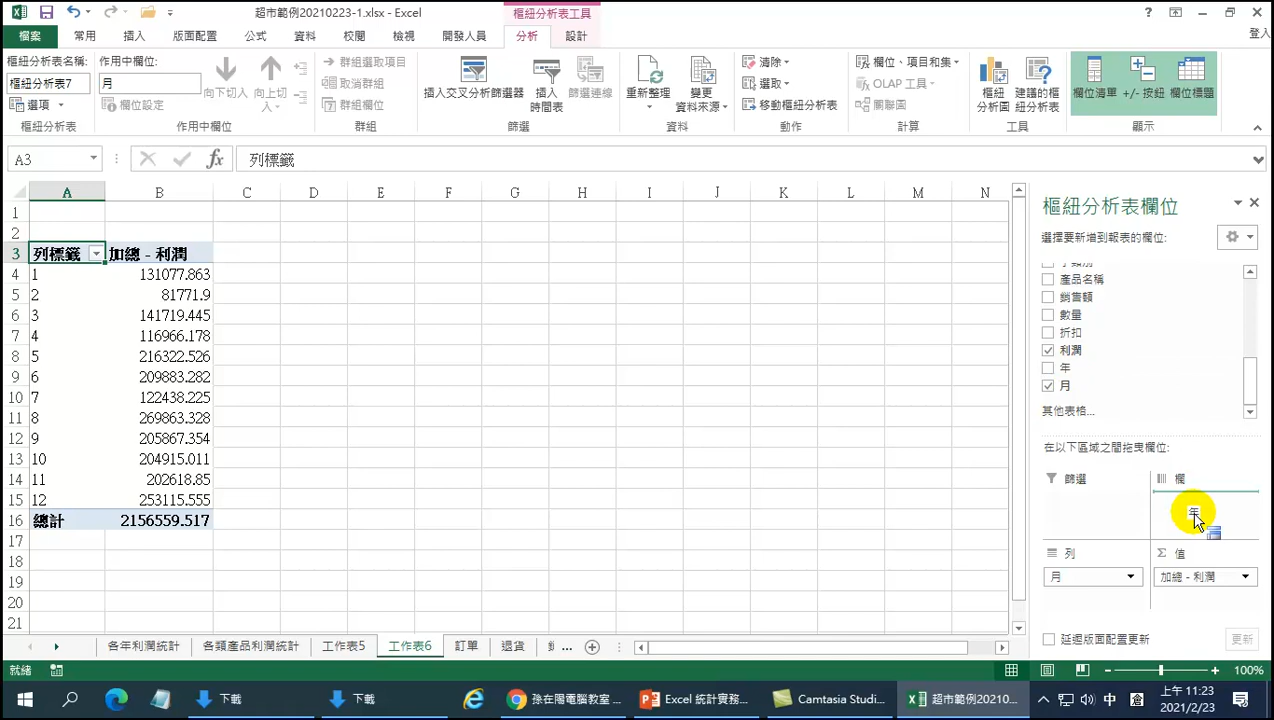 超市範例20210223-1.xlsx - Excel
樞紐分析表工具
登入
檔案
常用
插入
版面配置
公式
資料
校閱
檢視
開發人員
分析
設計
樞紐分析表名稱:
樞紐分析表7
選項
樞紐分析表
作用中欄位:
月
欄位設定
向下切入
向上切入
作用中欄位
群組選取項目
取消群組
群組欄位
群組
插入交叉分析篩選器
插入時間表
篩選連線
篩選
重新整理
變更資料來源
資料
清除
選取
移動樞紐分析表
動作
欄位、項目和集
OLAP 工具
關聯圖
計算
樞紐分析圖
建議的樞紐分析表
工具
欄位清單
+/- 按鈕
欄位標題
顯示
A3
fx
列標籤
A B C D E F G H I J K L M N
1
2
3 列標籤 加總 - 利潤
4 1 131077.863
5 2 81771.9
6 3 141719.445
7 4 116966.178
8 5 216322.526
9 6 209883.282
10 7 122438.225
11 8 269863.328
12 9 205867.354
13 10 204915.011
14 11 202618.85
15 12 253115.555
16 總計 2156559.517
17
18
19
20
21
樞紐分析表欄位
選擇要新增到報表的欄位:
子類別
產品名稱
銷售額
數量
折扣
利潤
年
月
其他表格...
在以下區域之間拖曳欄位:
篩選
欄
年
列
月
Σ 值
加總 - 利潤
延遲版面配置更新
更新
各年利潤統計
各類產品利潤統計
工作表5
工作表6
訂單
退貨
...
就緒
100%
下載
下載
孫在陽電腦教室...
Excel 統計實務...
Camtasia Studi...
超市範例20210...
中
上午 11:23
2021/2/23